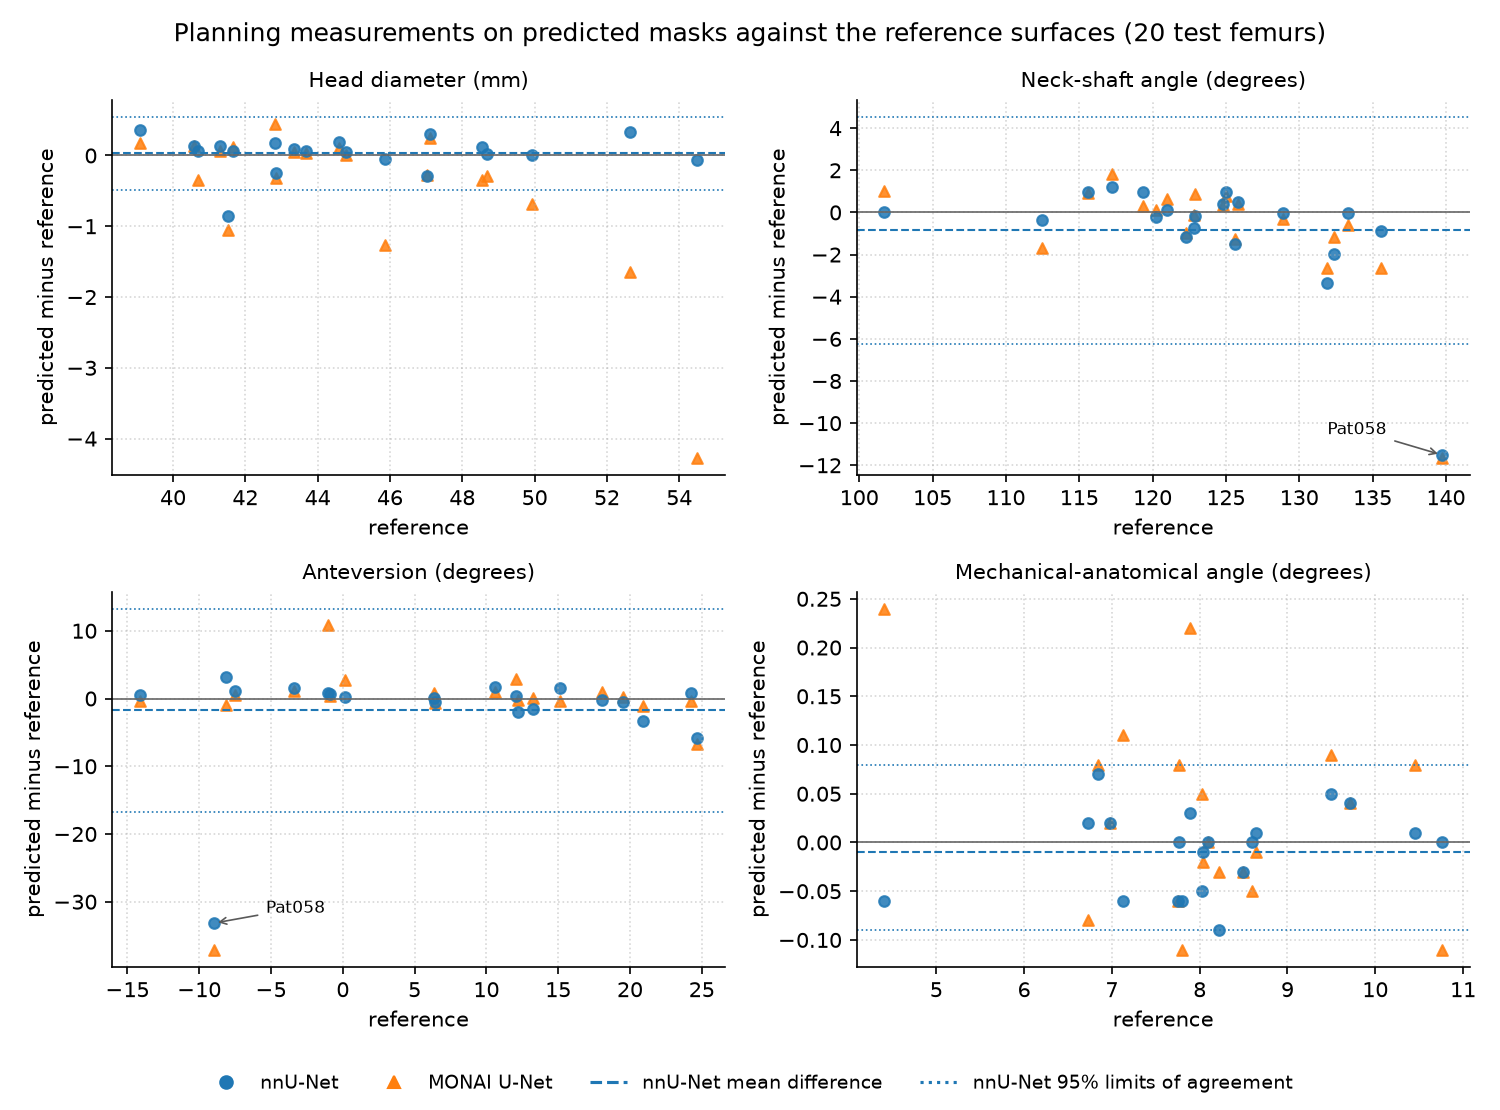 Planning measurements on predicted masks against the reference surfaces (20 test femurs)
Head diameter (mm)
predicted minus reference
0
−1
−2
−3
−4
40 42 44 46 48 50 52 54
reference
Neck-shaft angle (degrees)
predicted minus reference
4
2
0
−2
−4
−6
−8
−10
−12
Pat058
100 105 110 115 120 125 130 135 140
reference
Anteversion (degrees)
predicted minus reference
10
0
−10
−20
−30
Pat058
−15 −10 −5 0 5 10 15 20 25
reference
Mechanical-anatomical angle (degrees)
predicted minus reference
0.25
0.20
0.15
0.10
0.05
0.00
−0.05
−0.10
5 6 7 8 9 10 11
reference
nnU-Net MONAI U-Net nnU-Net mean difference nnU-Net 95% limits of agreement